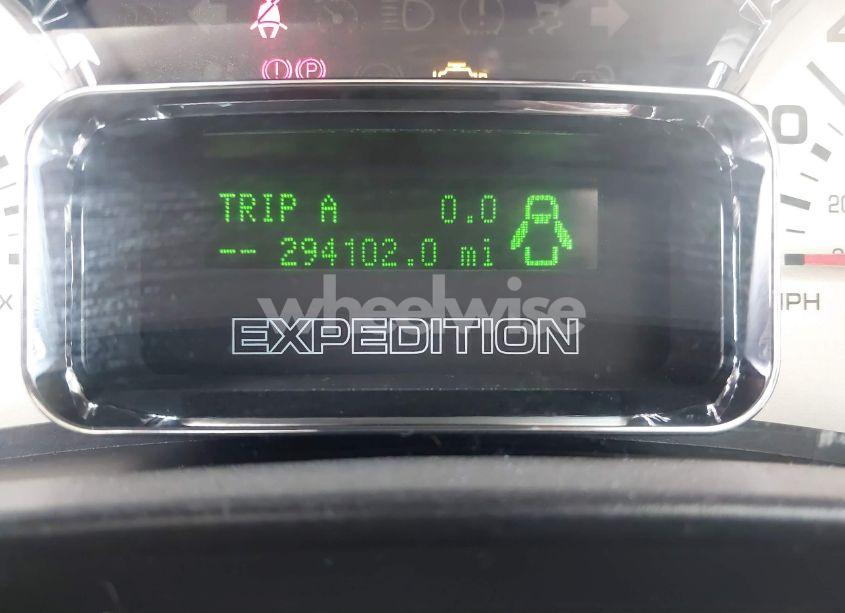 (!) (P)
TRIP A 0.0
-- 294102.0 mi
wheelwise
EXPEDITION
MPH